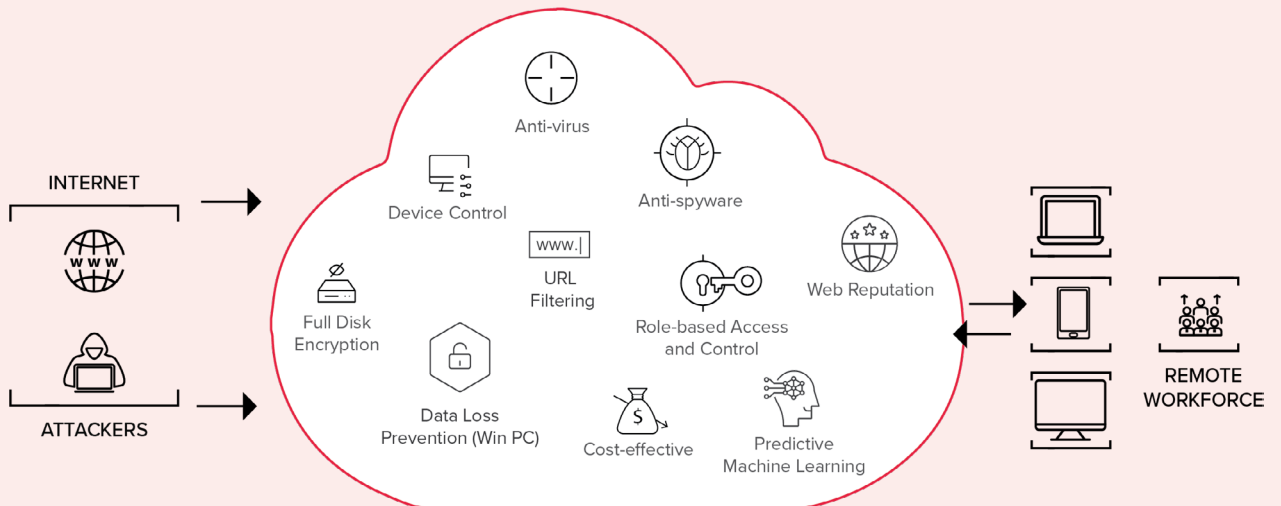 INTERNET
WWW
ATTACKERS
Anti-virus
Device Control
Anti-spyware
www.|
URL
Filtering
Web Reputation
Full Disk
Encryption
Role-based Access
and Control
Data Loss
Prevention (Win PC)
$
Cost-effective
Predictive
Machine Learning
REMOTE
WORKFORCE